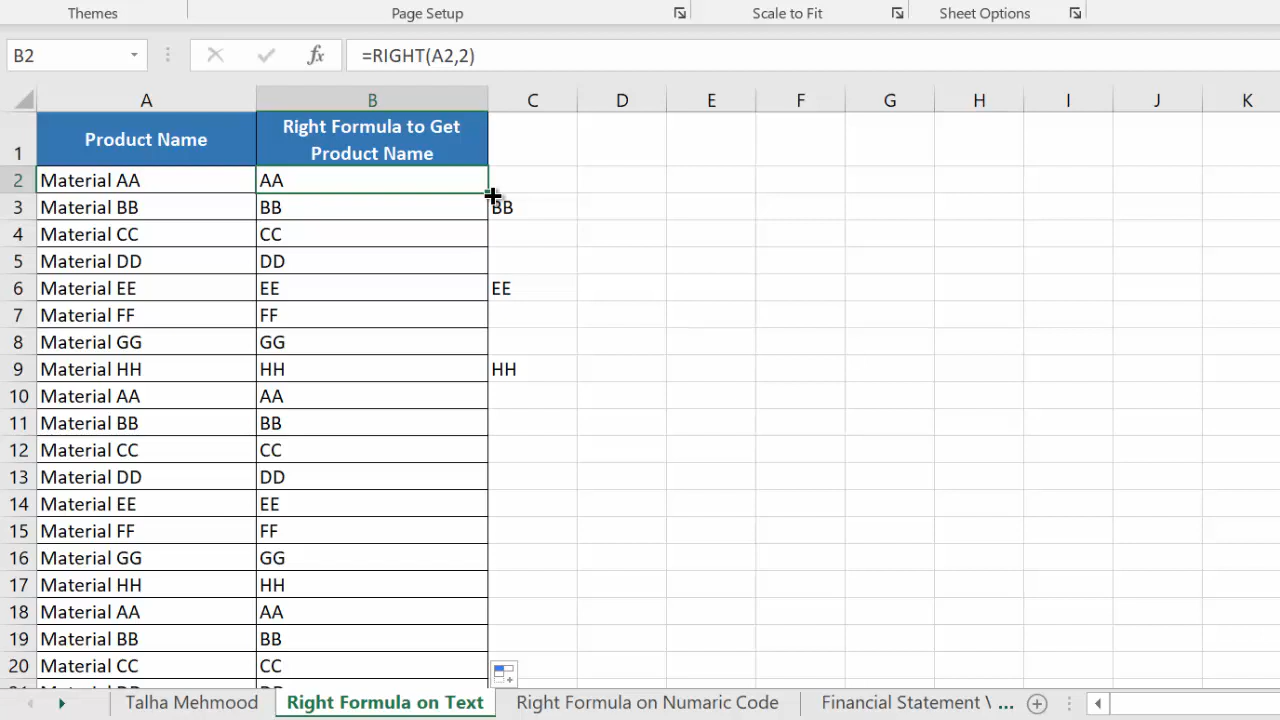 Themes Page Setup Scale to Fit Sheet Options
B2 fx =RIGHT(A2,2)
A B C D E F G H I J K
1 Product Name Right Formula to Get
Product Name
2 Material AA AA
3 Material BB BB BB
4 Material CC CC
5 Material DD DD
6 Material EE EE EE
7 Material FF FF
8 Material GG GG
9 Material HH HH HH
10 Material AA AA
11 Material BB BB
12 Material CC CC
13 Material DD DD
14 Material EE EE
15 Material FF FF
16 Material GG GG
17 Material HH HH
18 Material AA AA
19 Material BB BB
20 Material CC CC
Talha Mehmood Right Formula on Text Right Formula on Numaric Code Financial Statement \ ...